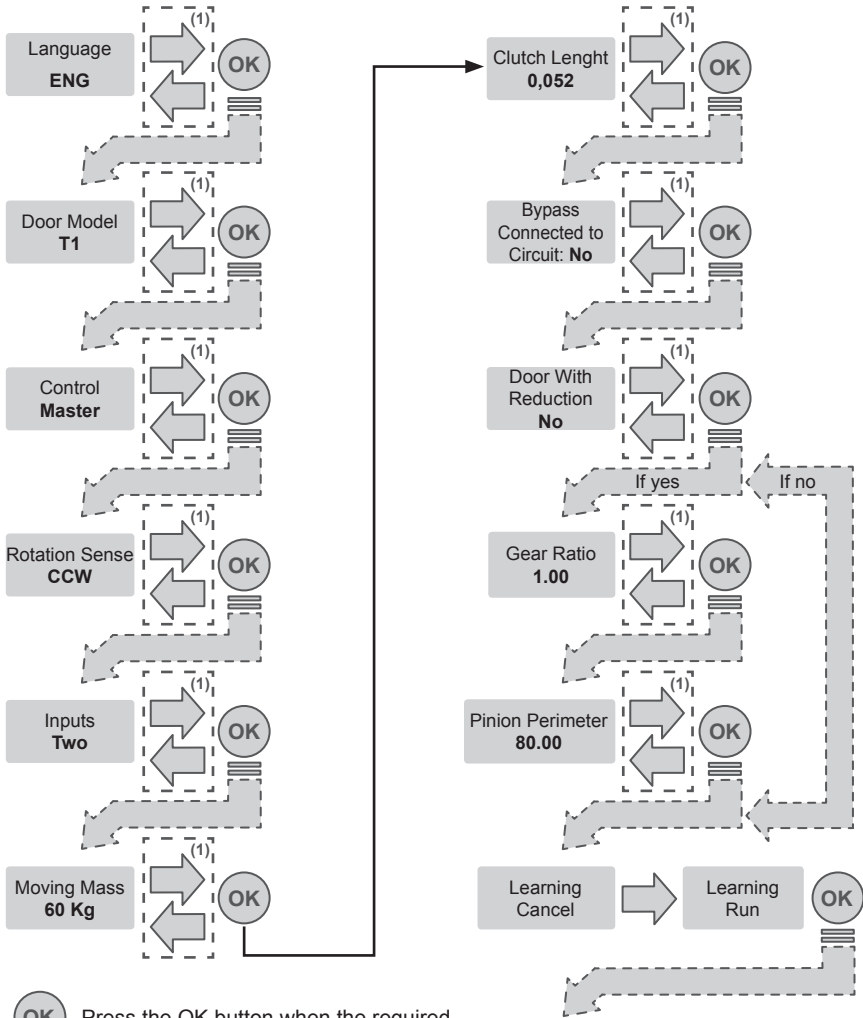 (1)
Language
ENG
OK
(1)
Door Model
T1
OK
(1)
Control
Master
OK
(1)
Rotation Sense
CCW
OK
(1)
Inputs
Two
OK
(1)
Moving Mass
60 Kg
OK
(1)
Clutch Lenght
0,052
OK
(1)
Bypass
Connected to
Circuit: No
OK
(1)
Door With
Reduction
No
OK
If yes
If no
(1)
Gear Ratio
1.00
OK
(1)
Pinion Perimeter
80.00
OK
Learning
Cancel
Learning
Run
OK
OK Press the OK button when the required